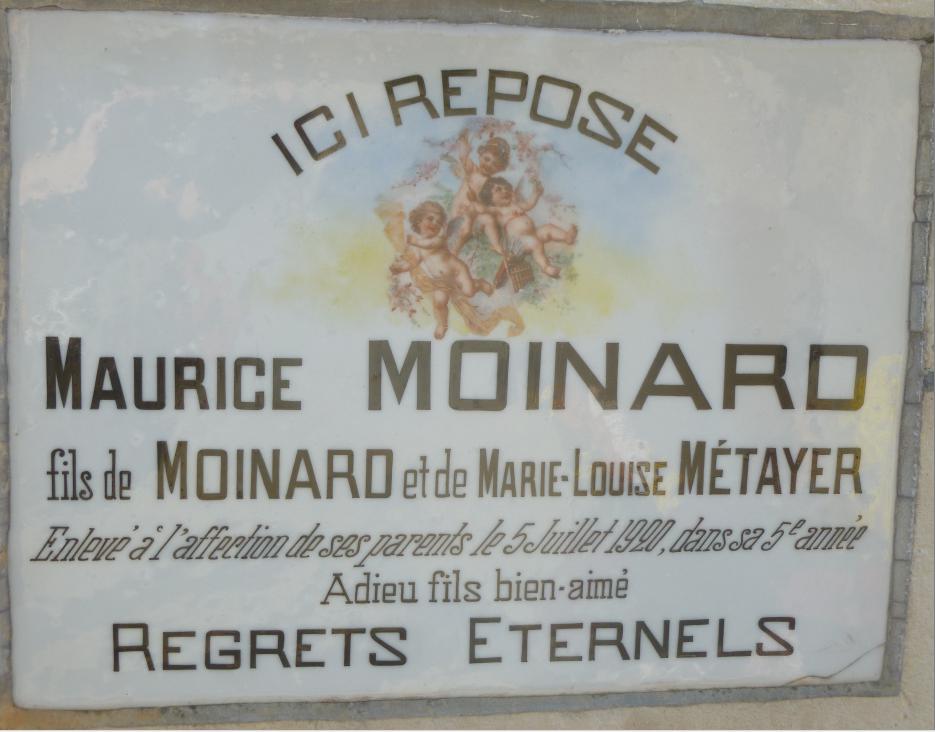 ICI REPOSE
MAURICE MOINARD
fils de MOINARD et de MARIE-LOUISE MÉTAYER
Enlevé à l'affection de ses parents le 5 Juillet 1920, dans sa 5e année
Adieu fils bien-aimé
REGRETS ETERNELS